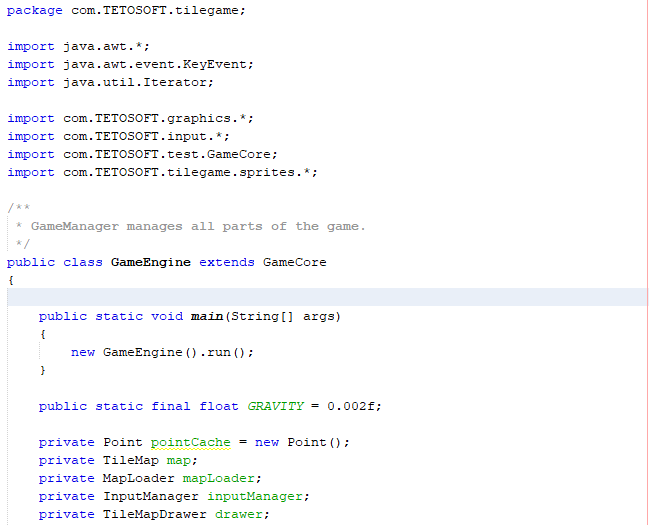 package com.TETOSOFT.tilegame;
import java.awt.*;
import java.awt.event.KeyEvent;
import java.util.Iterator;
import com.TETOSOFT.graphics.*;
import com.TETOSOFT.input.*;
import com.TETOSOFT.test.GameCore;
import com.TETOSOFT.tilegame.sprites.*;
/**
 * GameManager manages all parts of the game.
 */
public class GameEngine extends GameCore
{
    public static void main(String[] args)
    {
        new GameEngine().run();
    }
    public static final float GRAVITY = 0.002f;
    private Point pointCache = new Point();
    private TileMap map;
    private MapLoader mapLoader;
    private InputManager inputManager;
    private TileMapDrawer drawer;